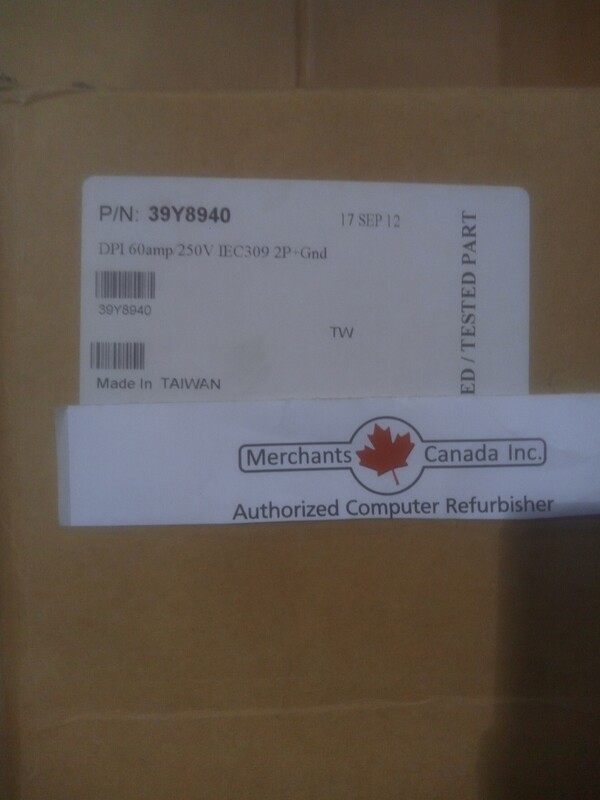 P/N: 39Y8940
17 SEP 12
DPI 60amp/250V IEC309 2P+Gnd
39Y8940
TW
Made In TAIWAN
ED / TESTED PART
Merchants Canada Inc.
Authorized Computer Refurbisher